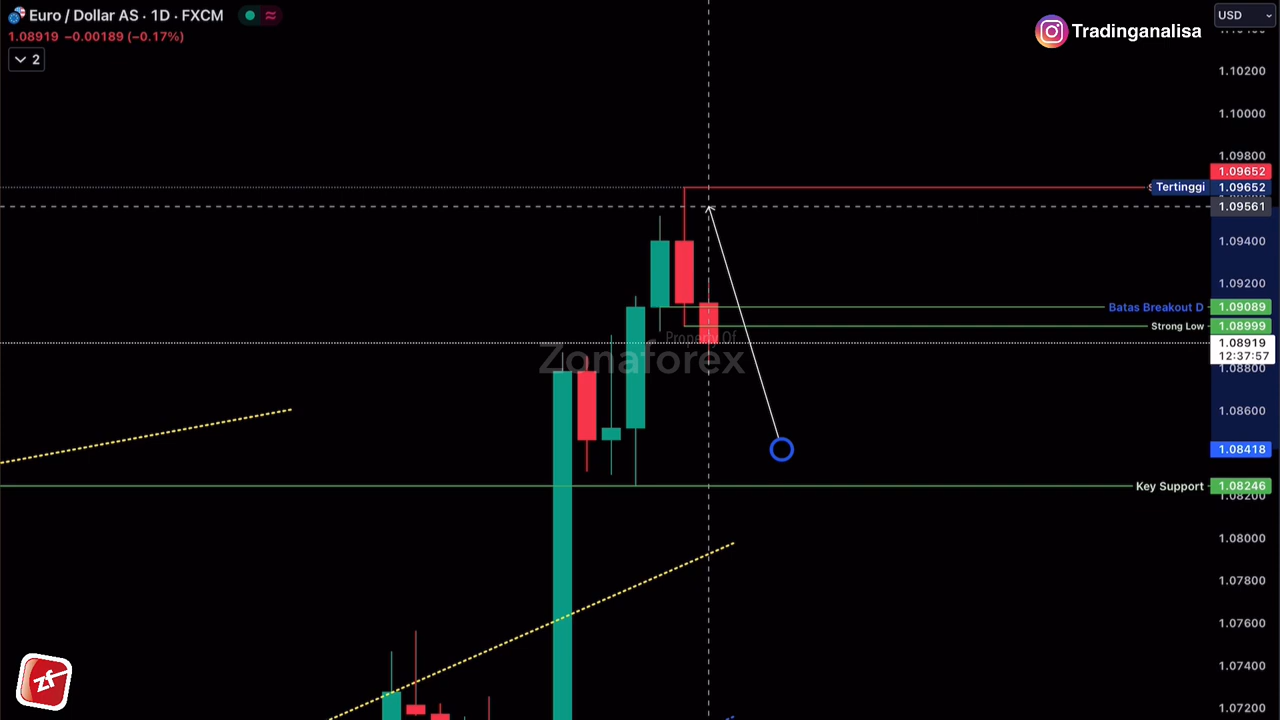 Euro / Dollar AS · 1D · FXCM
1.08919 −0.00189 (−0.17%)
2
Tradinganalisa
USD
1.10200
1.10000
1.09800
1.09652
Tertinggi 1.09652
1.09561
1.09400
1.09200
Batas Breakout D 1.09089
Strong Low 1.08999
1.08919
12:37:57
1.08800
1.08600
1.08418
Key Support 1.08246
1.08200
1.08000
1.07800
1.07600
1.07400
1.07200
Property Of
Zonaforex
zf